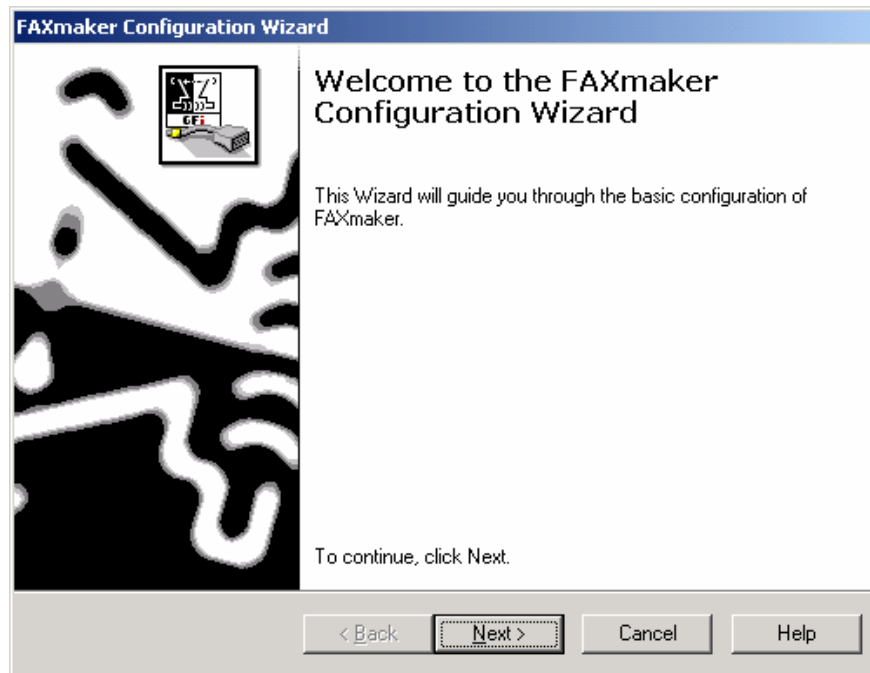 FAXmaker Configuration Wizard
GFi
Welcome to the FAXmaker
Configuration Wizard
This Wizard will guide you through the basic configuration of
FAXmaker.
To continue, click Next.
< Back
Next >
Cancel
Help